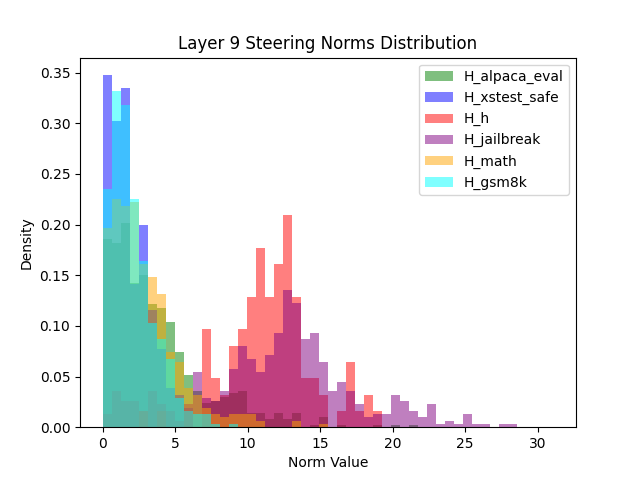 Layer 9 Steering Norms Distribution
H_alpaca_eval
H_xstest_safe
H_h
H_jailbreak
H_math
H_gsm8k
Density
0.35
0.30
0.25
0.20
0.15
0.10
0.05
0.00
0 5 10 15 20 25 30
Norm Value